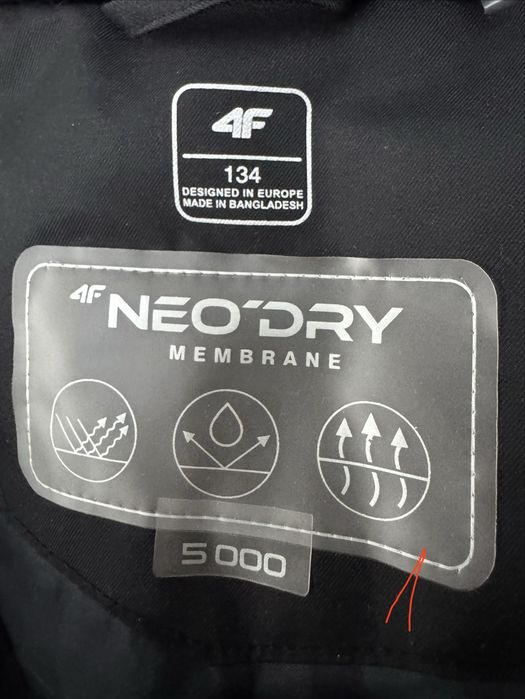 4F
134
DESIGNED IN EUROPE
MADE IN BANGLADESH
4F NEO'DRY
MEMBRANE
5 000